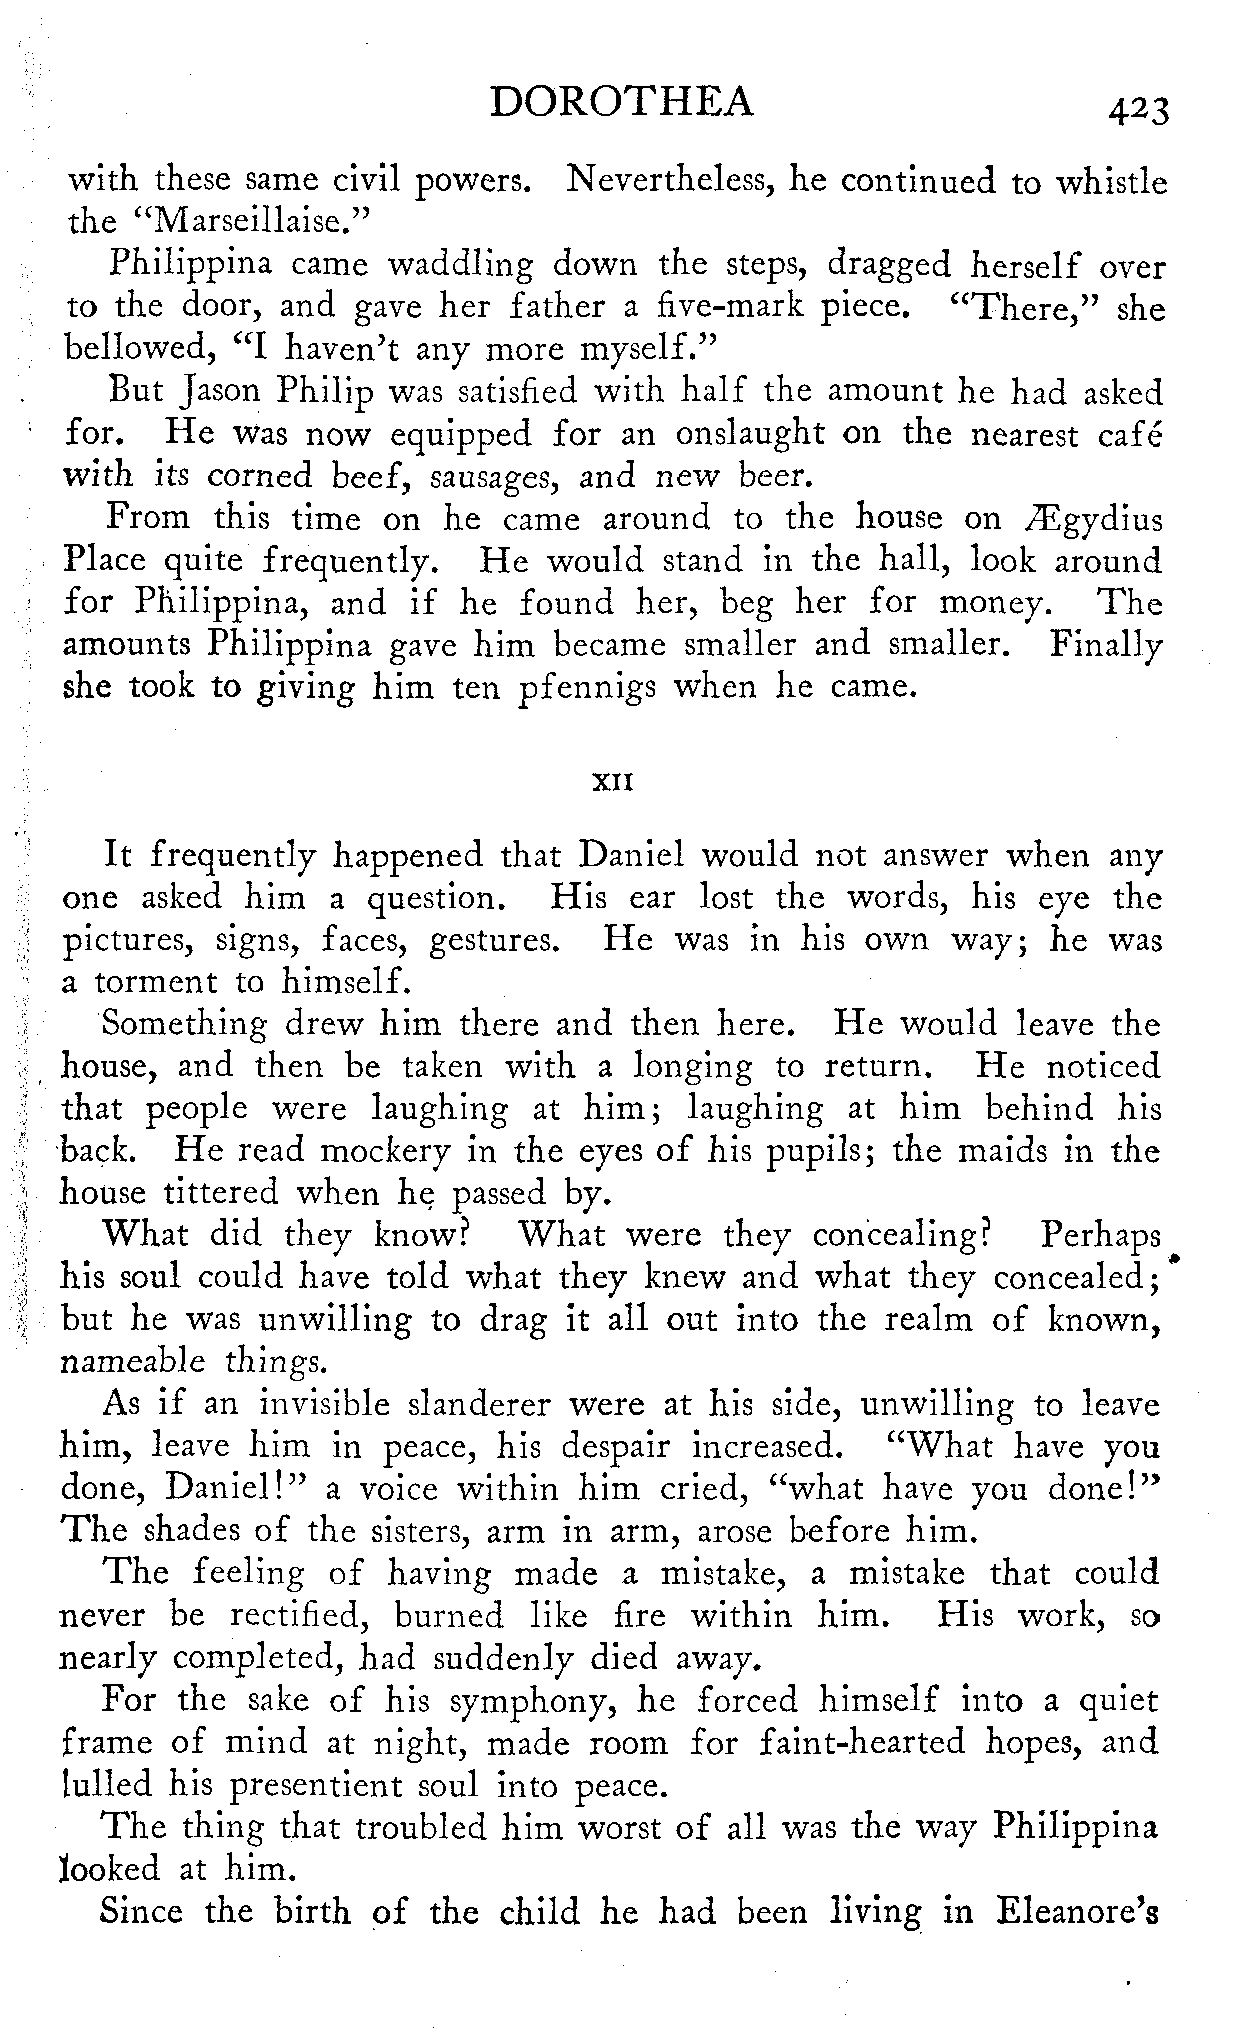 DOROTHEA 423
with these same civil powers. Nevertheless, he continued to whistle
the “Marseillaise.”
Philippina came waddling down the steps, dragged herself over
to the door, and gave her father a five-mark piece. “There,” she
bellowed, “I haven’t any more myself.”
But Jason Philip was satisfied with half the amount he had asked
for. He was now equipped for an onslaught on the nearest café
with its corned beef, sausages, and new beer.
From this time on he came around to the house on Ægydius
Place quite frequently. He would stand in the hall, look around
for Philippina, and if he found her, beg her for money. The
amounts Philippina gave him became smaller and smaller. Finally
she took to giving him ten pfennigs when he came.
XII
It frequently happened that Daniel would not answer when any
one asked him a question. His ear lost the words, his eye the
pictures, signs, faces, gestures. He was in his own way; he was
a torment to himself.
Something drew him there and then here. He would leave the
house, and then be taken with a longing to return. He noticed
that people were laughing at him; laughing at him behind his
back. He read mockery in the eyes of his pupils; the maids in the
house tittered when he passed by.
What did they know? What were they concealing? Perhaps
his soul could have told what they knew and what they concealed;
but he was unwilling to drag it all out into the realm of known,
nameable things.
As if an invisible slanderer were at his side, unwilling to leave
him, leave him in peace, his despair increased. “What have you
done, Daniel!” a voice within him cried, “what have you done!”
The shades of the sisters, arm in arm, arose before him.
The feeling of having made a mistake, a mistake that could
never be rectified, burned like fire within him. His work, so
nearly completed, had suddenly died away.
For the sake of his symphony, he forced himself into a quiet
frame of mind at night, made room for faint-hearted hopes, and
lulled his presentient soul into peace.
The thing that troubled him worst of all was the way Philippina
looked at him.
Since the birth of the child he had been living in Eleanore’s